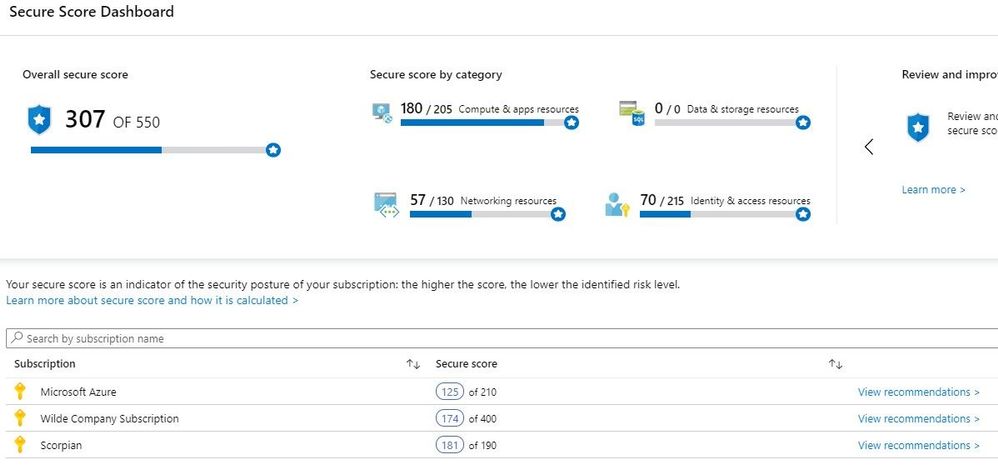 Secure Score Dashboard
Overall secure score
307 OF 550
Secure score by category
180 / 205 Compute & apps resources
0 / 0 Data & storage resources
SQL
57 / 130 Networking resources
70 / 215 Identity & access resources
Review and improv
Review and
secure sco
Learn more >
Your secure score is an indicator of the security posture of your subscription: the higher the score, the lower the identified risk level.
Learn more about secure score and how it is calculated >
Search by subscription name
Subscription Secure score
Microsoft Azure 125 of 210 View recommendations >
Wilde Company Subscription 174 of 400 View recommendations >
Scorpian 181 of 190 View recommendations >